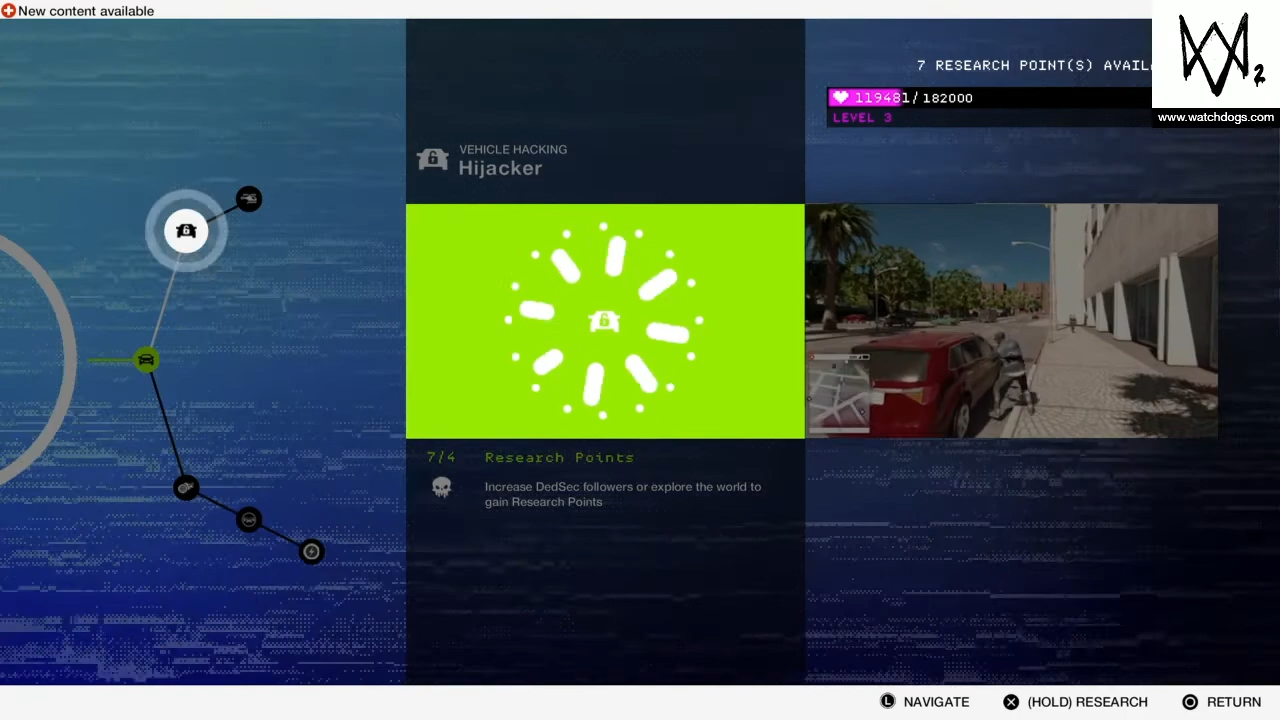 New content available
7 RESEARCH POINT(S) AVAIL
119481/182000
LEVEL 3
2
www.watchdogs.com
VEHICLE HACKING
Hijacker
7/4 Research Points
Increase DedSec followers or explore the world to
gain Research Points
L NAVIGATE
(HOLD) RESEARCH
RETURN